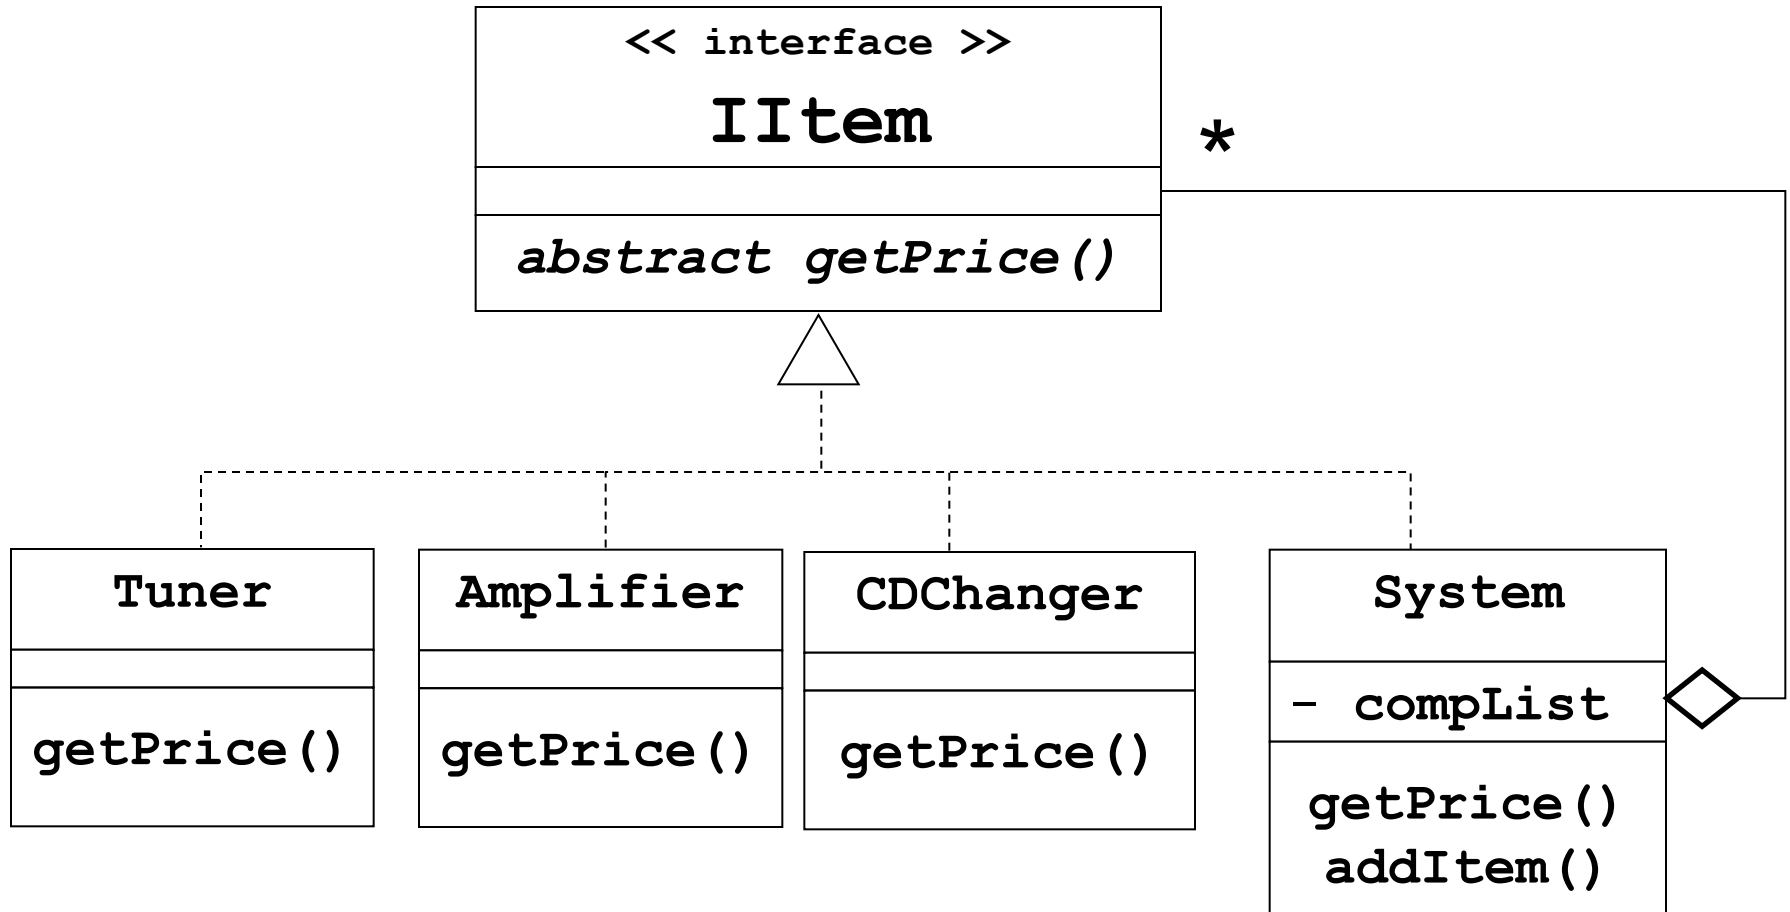 << interface >>
IItem
*
abstract getPrice()
Tuner
getPrice()
Amplifier
getPrice()
CDChanger
getPrice()
System
- compList
getPrice()
addItem()